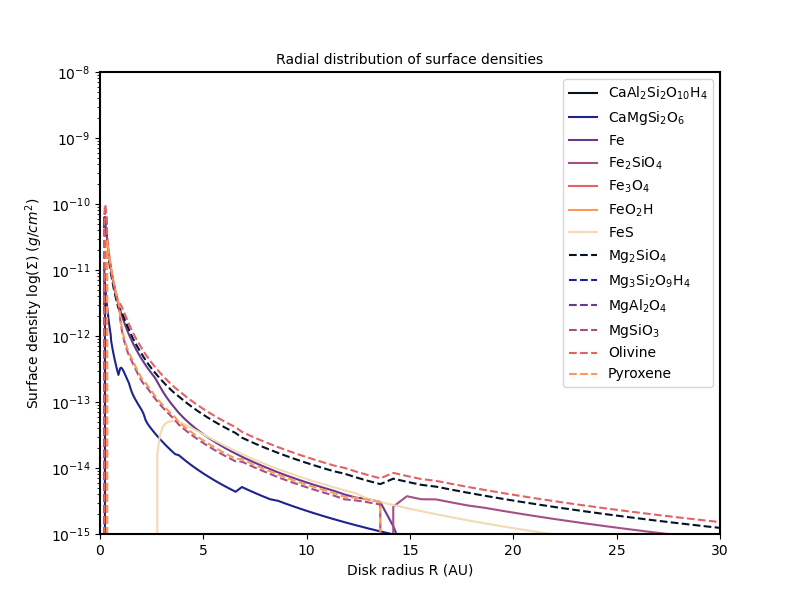 Radial distribution of surface densities
Surface density log(Σ) (g/cm²)
10⁻⁸
10⁻⁹
10⁻¹⁰
10⁻¹¹
10⁻¹²
10⁻¹³
10⁻¹⁴
10⁻¹⁵
CaAl₂Si₂O₁₀H₄
CaMgSi₂O₆
Fe
Fe₂SiO₄
Fe₃O₄
FeO₂H
FeS
Mg₂SiO₄
Mg₃Si₂O₉H₄
MgAl₂O₄
MgSiO₃
Olivine
Pyroxene
0 5 10 15 20 25 30
Disk radius R (AU)